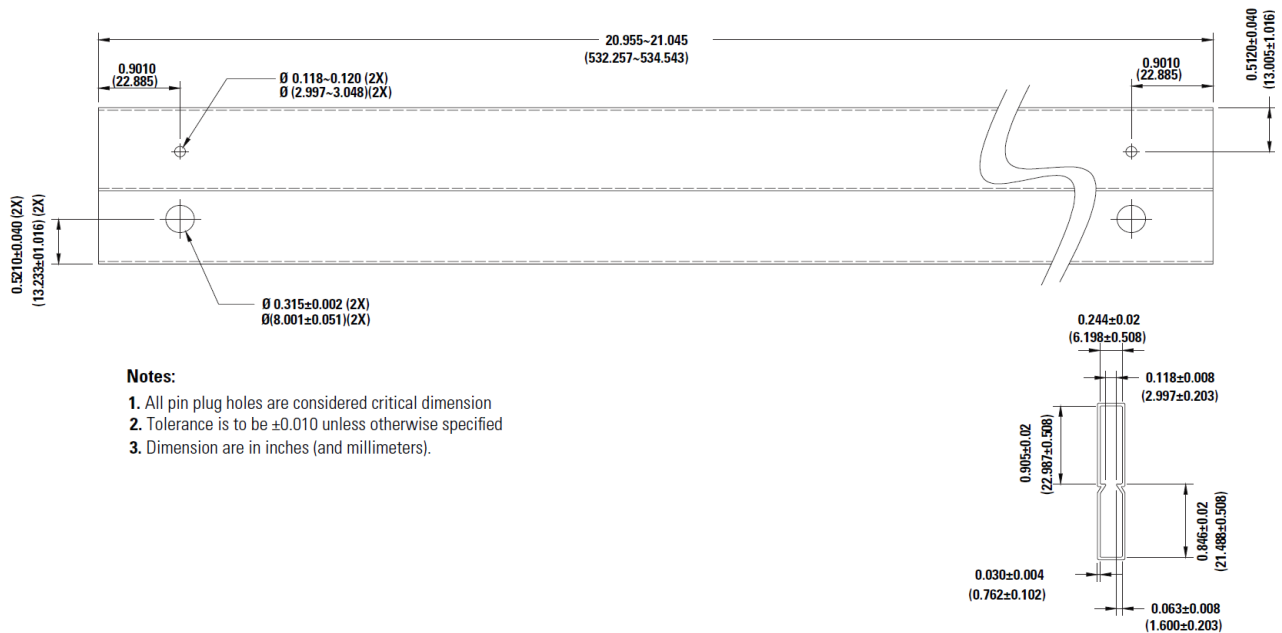 20.955~21.045
(532.257~534.543)
0.9010
(22.885)
Ø 0.118~0.120 (2X)
Ø (2.997~3.048)(2X)
0.9010
(22.885)
0.5120±0.040
(13.005±1.016)
0.5210±0.040 (2X)
(13.233±01.016) (2X)
Ø 0.315±0.002 (2X)
Ø(8.001±0.051)(2X)
Notes:
1. All pin plug holes are considered critical dimension
2. Tolerance is to be ±0.010 unless otherwise specified
3. Dimension are in inches (and millimeters).
0.244±0.02
(6.198±0.508)
0.118±0.008
(2.997±0.203)
0.905±0.02
(22.987±0.508)
0.846±0.02
(21.488±0.508)
0.030±0.004
(0.762±0.102)
0.063±0.008
(1.600±0.203)